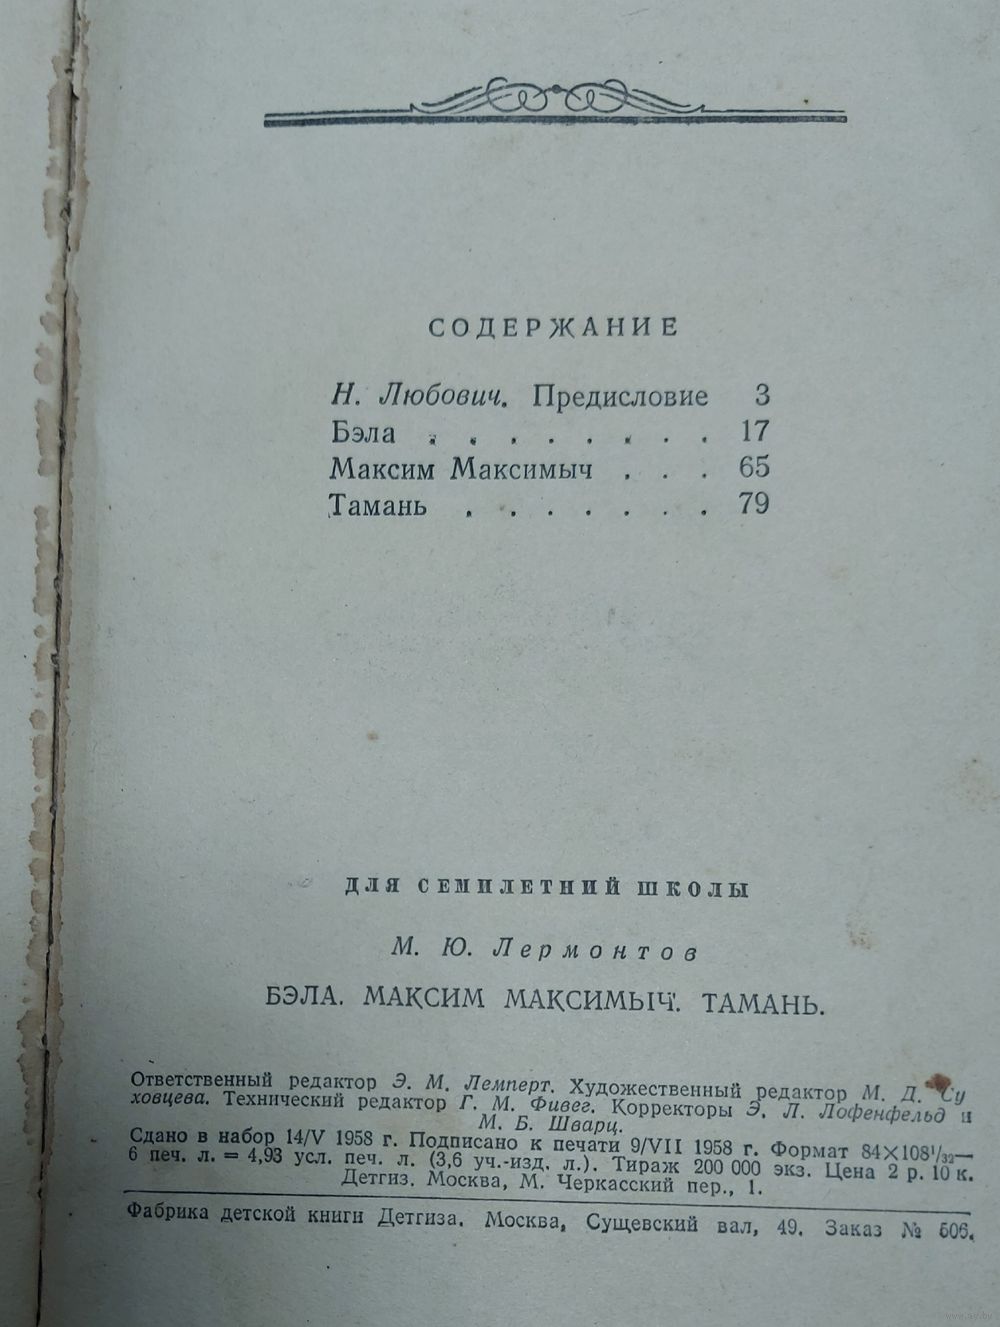 СОДЕРЖАНИЕ
Н. Любович. Предисловие 3
Бэла . . . . . . . . 17
Максим Максимыч . . . 65
Тамань . . . . . . . 79
ДЛЯ СЕМИЛЕТНИЙ ШКОЛЫ
М. Ю. Лермонтов
БЭЛА. МАКСИМ МАКСИМЫЧ. ТАМАНЬ.
Ответственный редактор Э. М. Лемперт. Художественный редактор М. Д. Су
ховцева. Технический редактор Г. М. Фивег. Корректоры Э. Л. Лофенфельд и
М. Б. Шварц.
Сдано в набор 14/V 1958 г. Подписано к печати 9/VII 1958 г. Формат 84×108¹/₃₂—
6 печ. л. = 4,93 усл. печ. л. (3,6 уч.-изд. л.). Тираж 200 000 экз. Цена 2 р. 10 к.
Детгиз. Москва, М. Черкасский пер., 1.
Фабрика детской книги Детгиза. Москва, Сущевский вал, 49. Заказ №